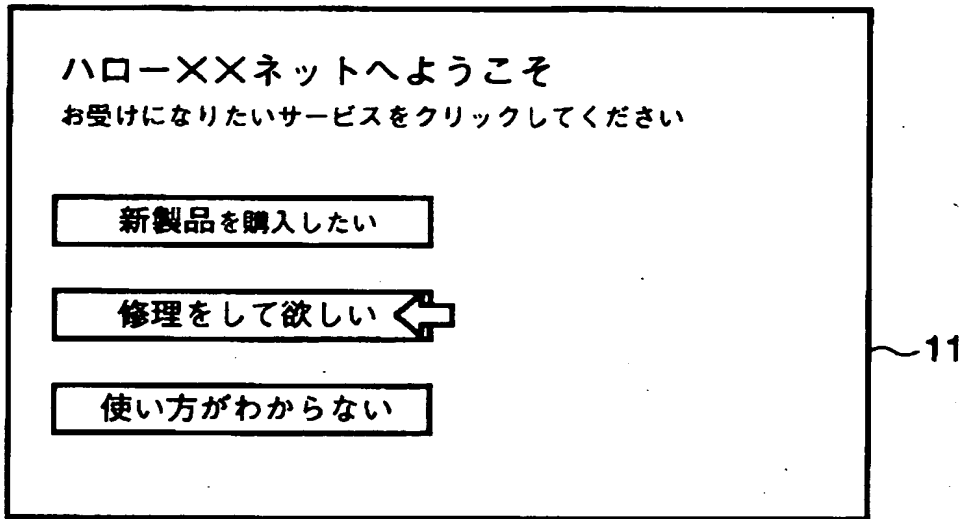 ハロー××ネットへようこそ
お受けになりたいサービスをクリックしてください
新製品を購入したい
修理をして欲しい
使い方がわからない
11